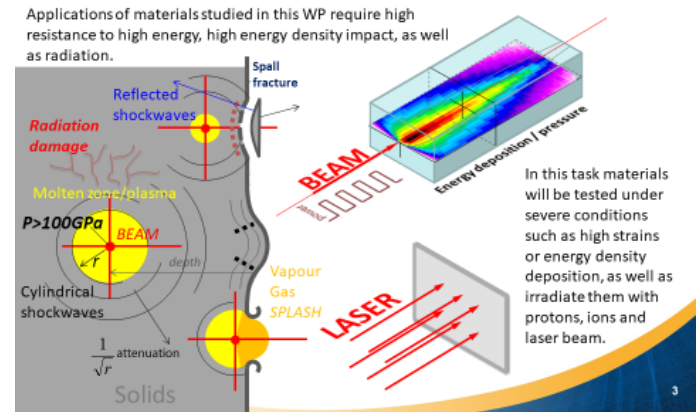 Applications of materials studied in this WP require high
resistance to high energy, high energy density impact, as well
as radiation.
Spall
fracture
Reflected
shockwaves
Radiation
damage
Molten zone/plasma
P>100GPa
BEAM
r
depth
Cylindrical
shockwaves
Vapour
Gas
SPLASH
1
√r attenuation
Solids
BEAM
Power
Energy deposition / pressure
LASER
In this task materials
will be tested under
severe conditions
such as high strains
or energy density
deposition, as well as
irradiate them with
protons, ions and
laser beam.
3